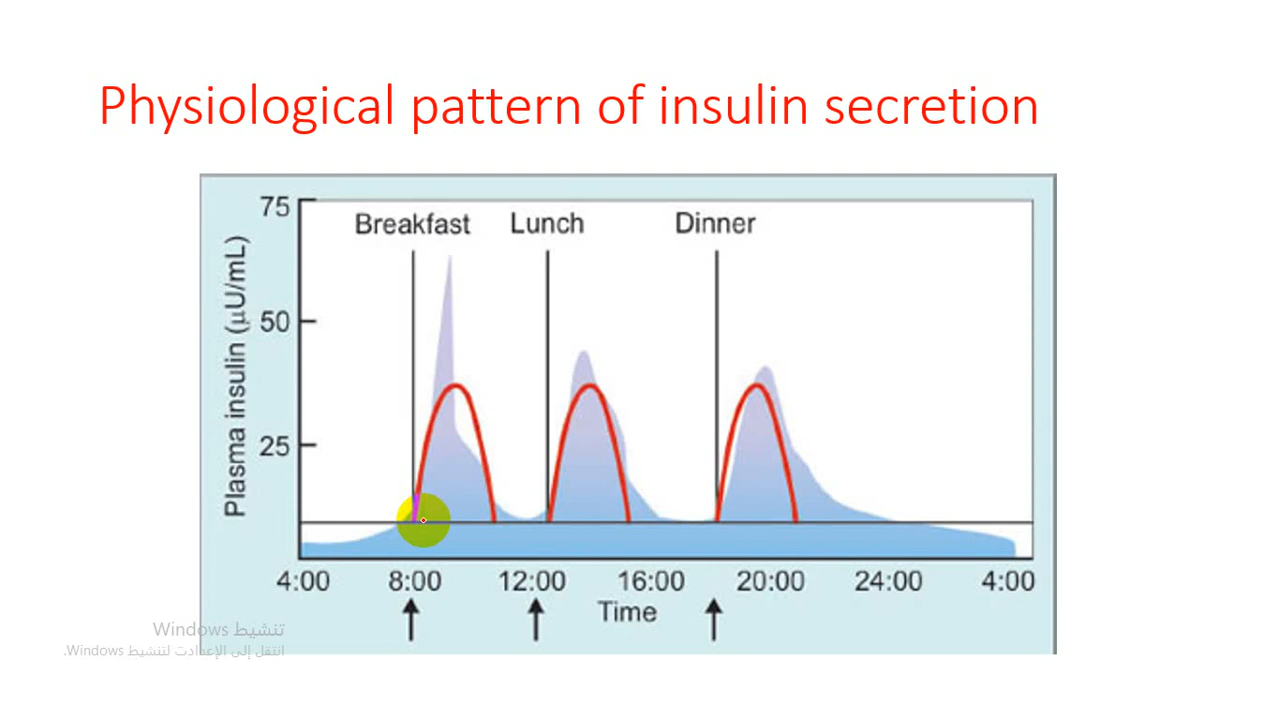 Physiological pattern of insulin secretion
75
Breakfast Lunch Dinner
50
25
Plasma insulin (μU/mL)
4:00 8:00 12:00 16:00 20:00 24:00 4:00
Time
تنشيط Windows
انتقل إلى الإعدادت لتنشيط Windows.